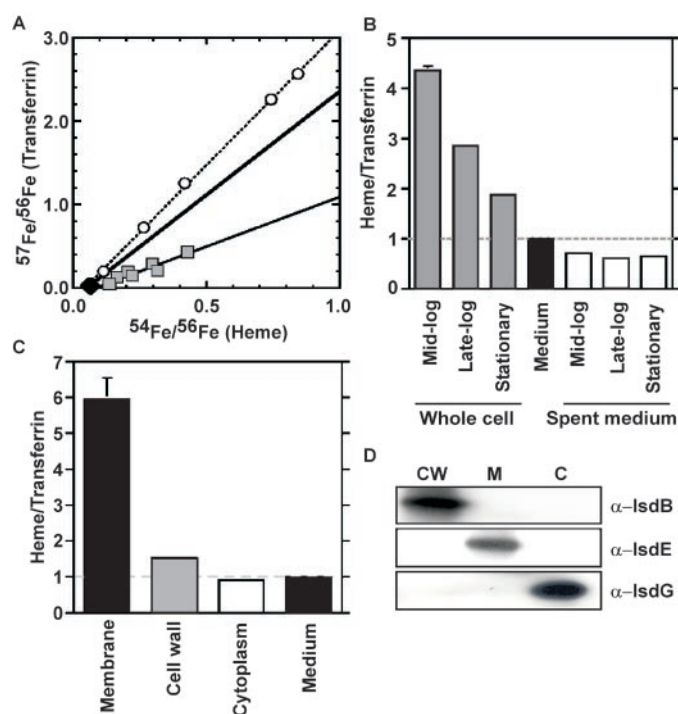 A
57Fe/56Fe (Transferrin)
3.0
2.0
1.0
0.0
0.0 0.5 1.0
54Fe/56Fe (Heme)
B
Heme/Transferrin
5
4
3
2
1
0
Mid-log
Late-log
Stationary
Medium
Mid-log
Late-log
Stationary
Whole cell
Spent medium
C
Heme/Transferrin
7
6
5
4
3
2
1
0
Membrane
Cell wall
Cytoplasm
Medium
D
CW M C
α–IsdB
α–IsdE
α–IsdG